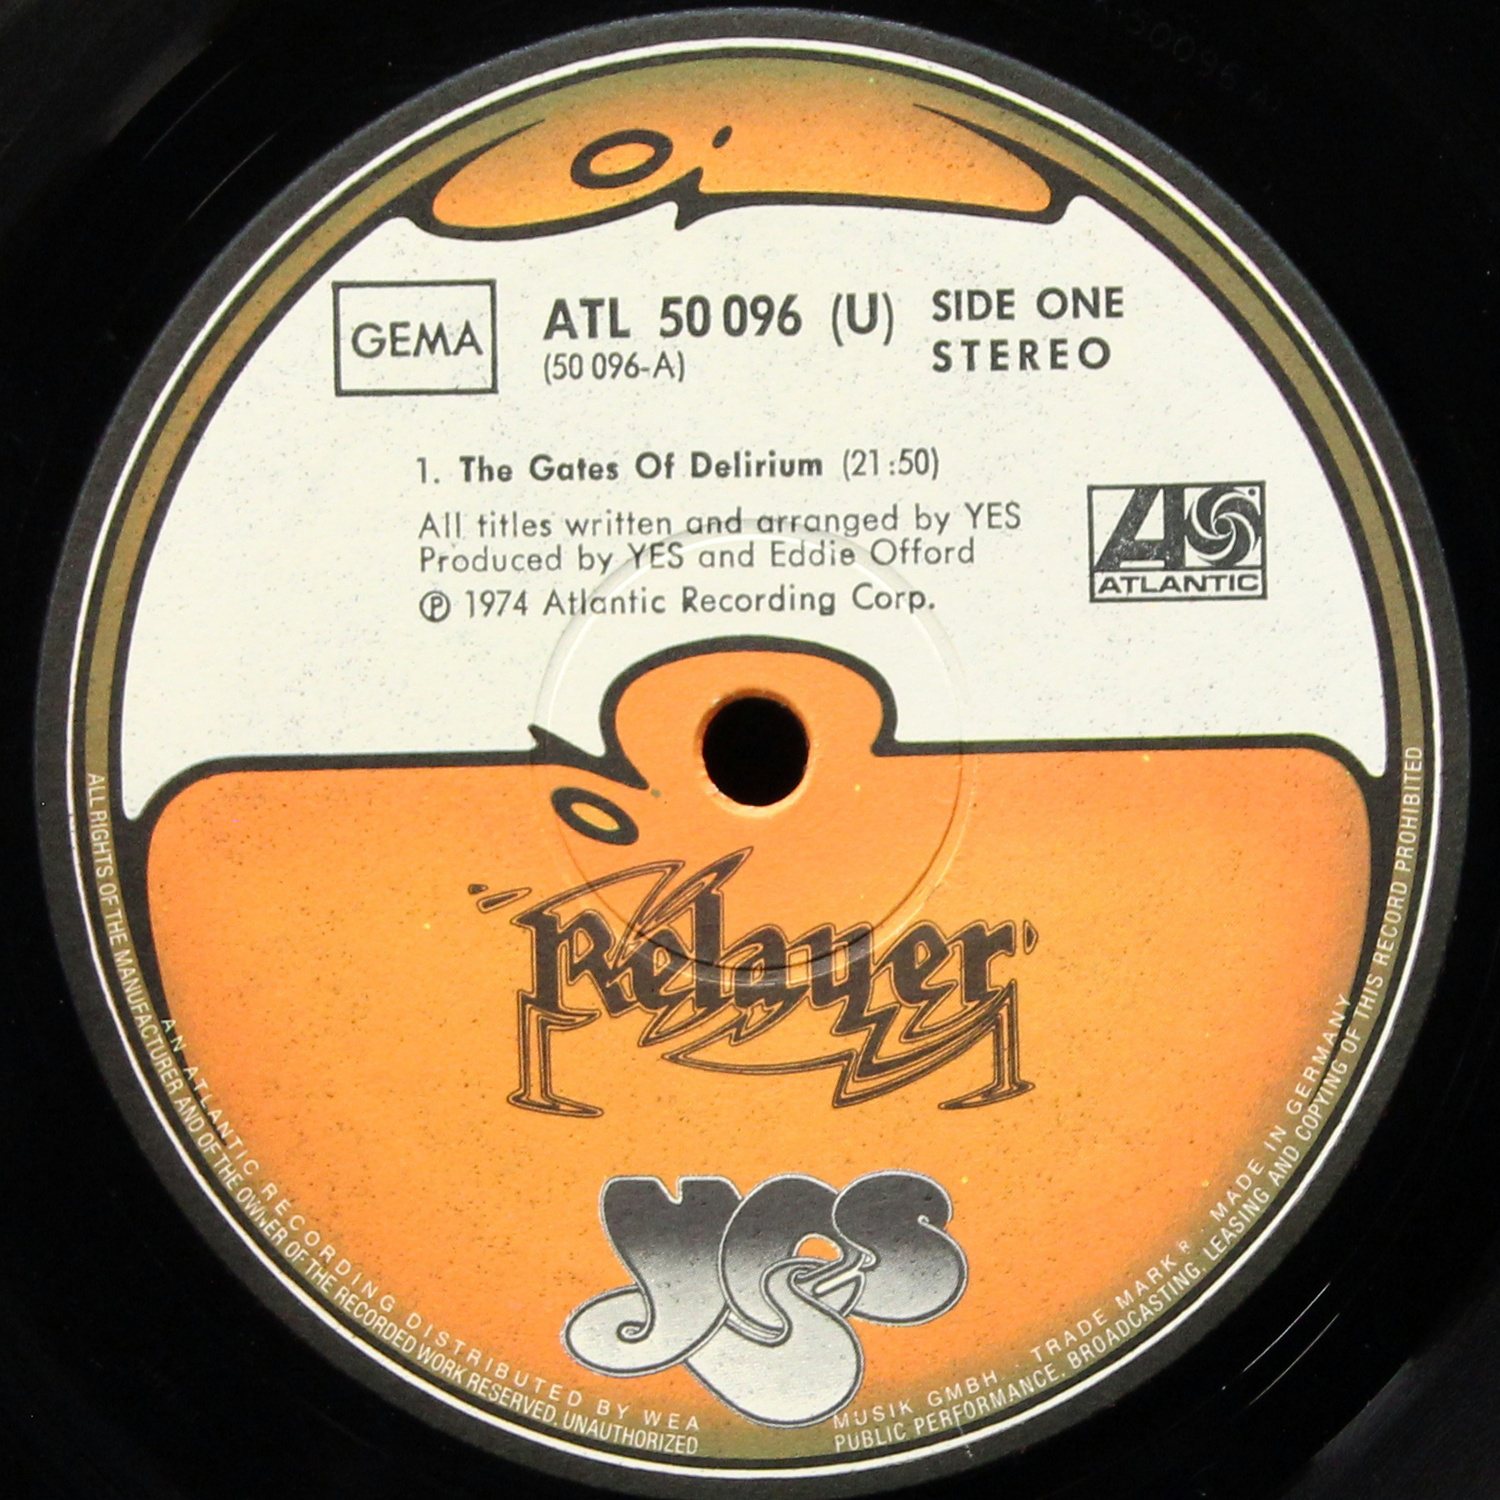 GEMA
ATL 50 096 (U)
(50 096-A)
SIDE ONE
STEREO
1. The Gates Of Delirium (21:50)
All titles written and arranged by YES
Produced by YES and Eddie Offord
℗ 1974 Atlantic Recording Corp.
ATLANTIC
Relayer
YES
AN ATLANTIC RECORDING DISTRIBUTED BY WEA MUSIK GMBH . . TRADE MARK ® . MADE IN GERMANY
ALL RIGHTS OF THE MANUFACTURER AND OF THE OWNER OF THE RECORDED WORK RESERVED. UNAUTHORIZED PUBLIC PERFORMANCE, BROADCASTING, LEASING AND COPYING OF THIS RECORD PROHIBITED